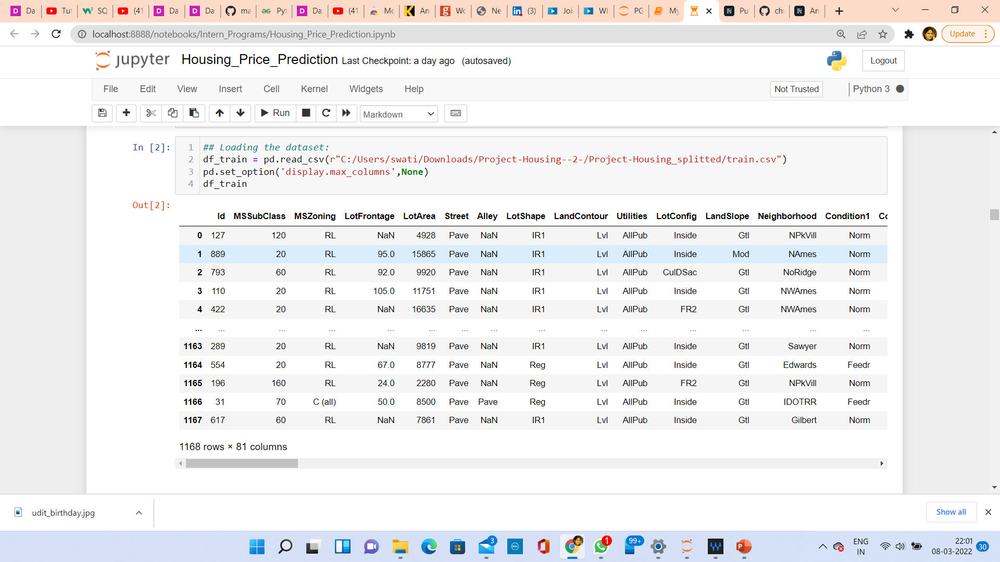 Da Tut SQ (41 Da Da ma Pyt Da (41 Mc An Wc Ne (3) Joi Wh PG My Pu ch An
localhost:8888/notebooks/Intern_Programs/Housing_Price_Prediction.ipynb Update
jupyter Housing_Price_Prediction Last Checkpoint: a day ago (autosaved) Logout
File Edit View Insert Cell Kernel Widgets Help Not Trusted Python 3
Run Markdown
In [2]: 1 ## Loading the dataset:
2 df_train = pd.read_csv(r"C:/Users/swati/Downloads/Project-Housing--2-/Project-Housing_splitted/train.csv")
3 pd.set_option('display.max_columns',None)
4 df_train
Out[2]:
Id MSSubClass MSZoning LotFrontage LotArea Street Alley LotShape LandContour Utilities LotConfig LandSlope Neighborhood Condition1 Co
0 127 120 RL NaN 4928 Pave NaN IR1 Lvl AllPub Inside Gtl NPkVill Norm
1 889 20 RL 95.0 15865 Pave NaN IR1 Lvl AllPub Inside Mod NAmes Norm
2 793 60 RL 92.0 9920 Pave NaN IR1 Lvl AllPub CulDSac Gtl NoRidge Norm
3 110 20 RL 105.0 11751 Pave NaN IR1 Lvl AllPub Inside Gtl NWAmes Norm
4 422 20 RL NaN 16635 Pave NaN IR1 Lvl AllPub FR2 Gtl NWAmes Norm
... ... ... ... ... ... ... ... ... ... ... ... ... ... ...
1163 289 20 RL NaN 9819 Pave NaN IR1 Lvl AllPub Inside Gtl Sawyer Norm
1164 554 20 RL 67.0 8777 Pave NaN Reg Lvl AllPub Inside Gtl Edwards Feedr
1165 196 160 RL 24.0 2280 Pave NaN Reg Lvl AllPub FR2 Gtl NPkVill Norm
1166 31 70 C (all) 50.0 8500 Pave Pave Reg Lvl AllPub Inside Gtl IDOTRR Feedr
1167 617 60 RL NaN 7861 Pave NaN IR1 Lvl AllPub Inside Gtl Gilbert Norm
1168 rows × 81 columns
udit_birthday.jpg Show all
3 1 99+ ENG 22:01
IN 08-03-2022 30